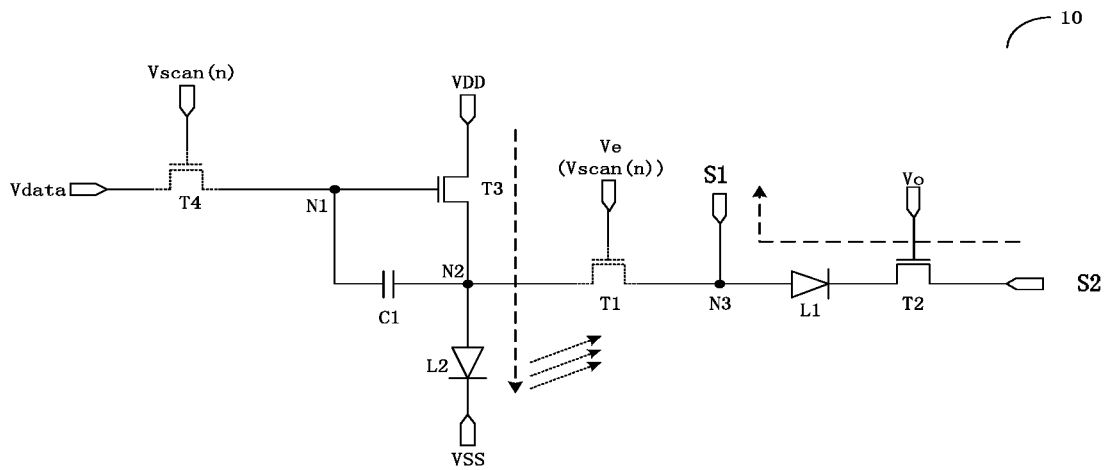 10
Vscan(n)
VDD
Ve
(Vscan(n))
S1
Vo
Vdata
T4
N1
T3
N2
C1
T1
N3
L1
T2
S2
L2
VSS